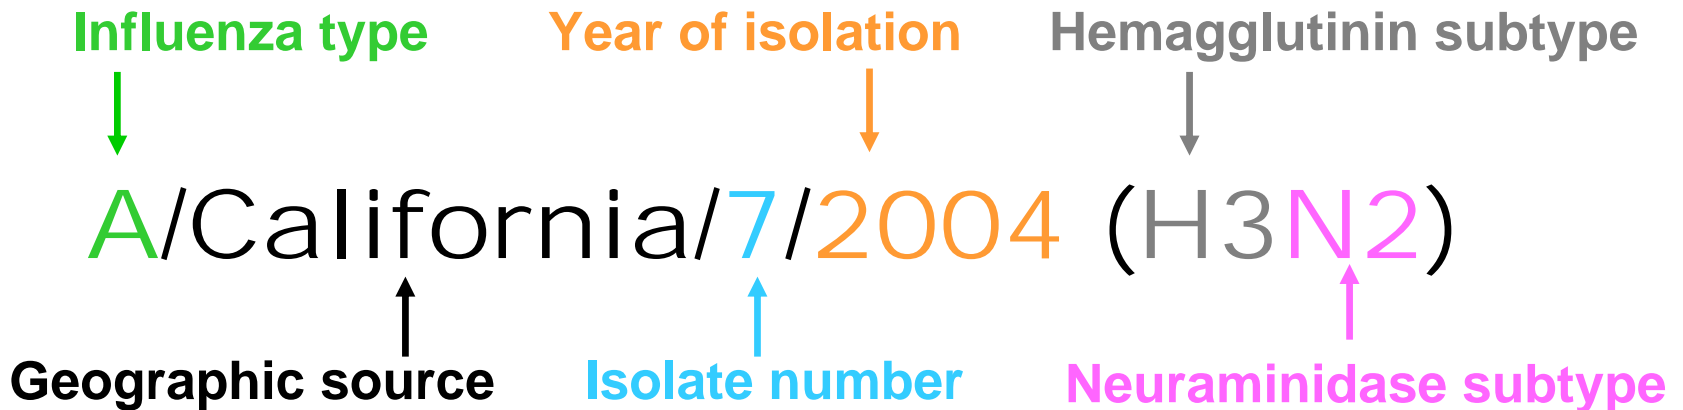 Influenza type Year of isolation Hemagglutinin subtype
A/California/7/2004 (H3N2)
Geographic source Isolate number Neuraminidase subtype